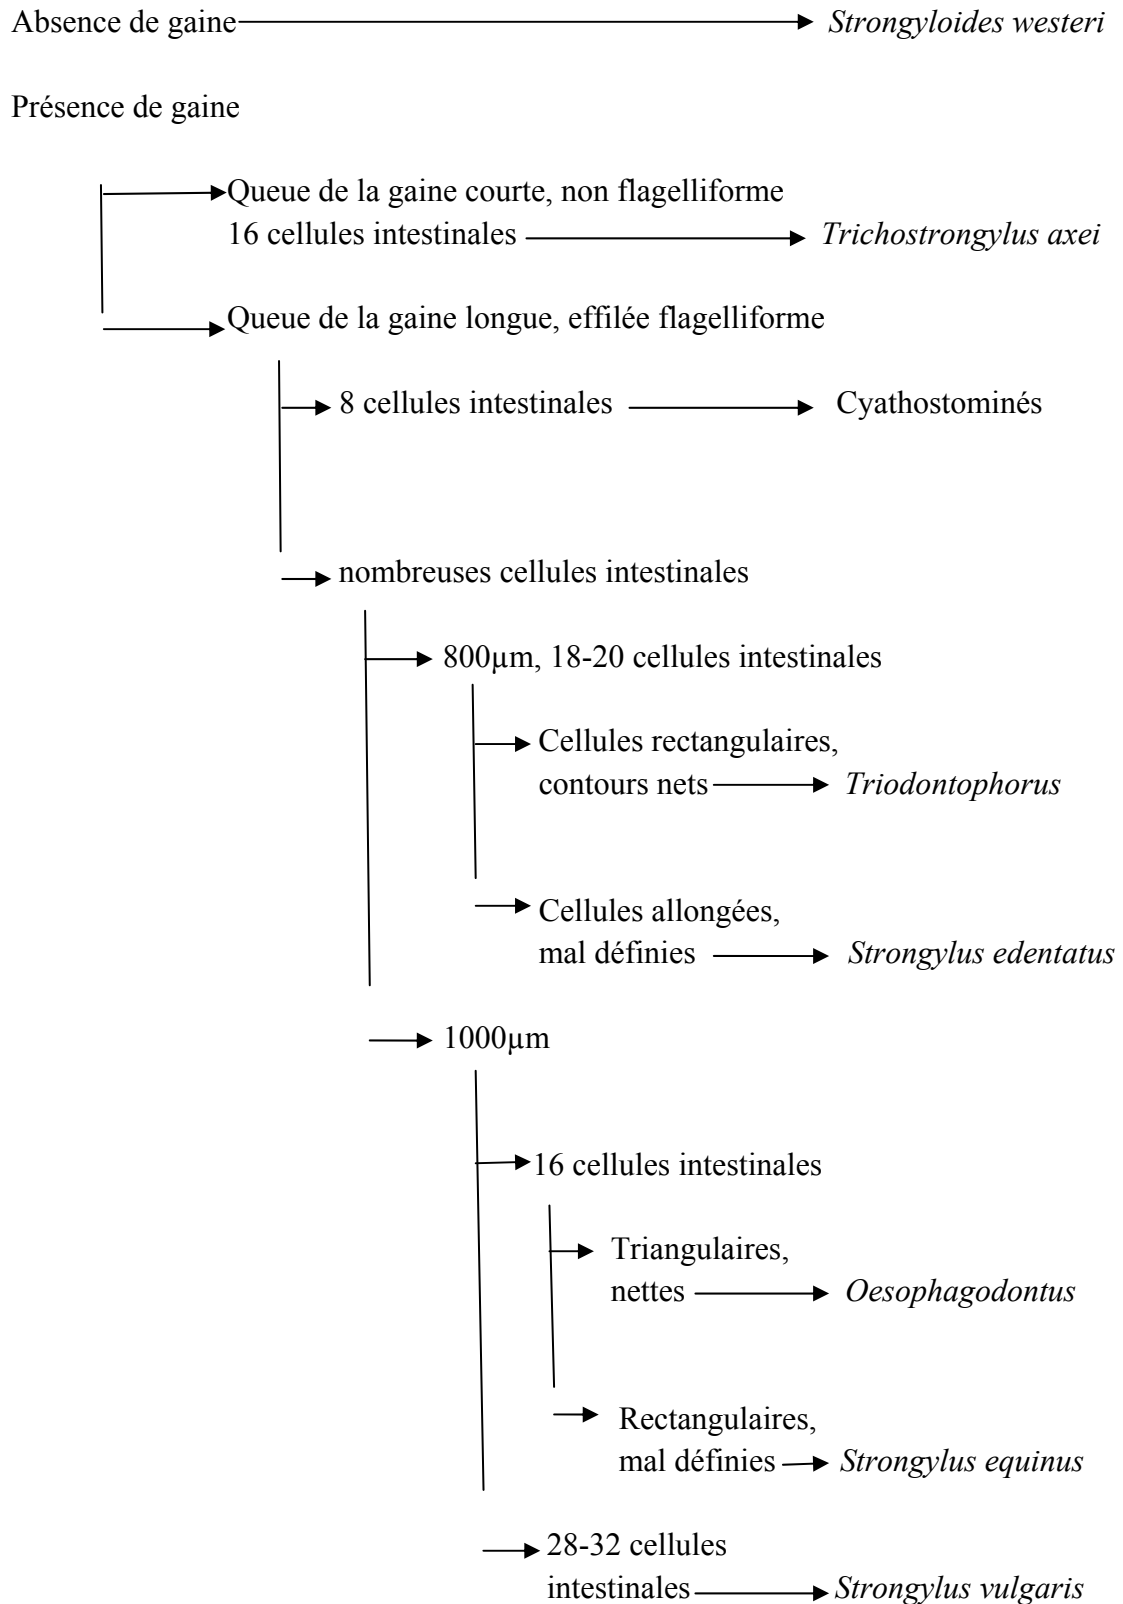 Absence de gaine Strongyloides westeri
Présence de gaine
Queue de la gaine courte, non flagelliforme
16 cellules intestinales Trichostrongylus axei
Queue de la gaine longue, effilée flagelliforme
8 cellules intestinales Cyathostominés
nombreuses cellules intestinales
800µm, 18-20 cellules intestinales
Cellules rectangulaires,
contours nets Triodontophorus
Cellules allongées,
mal définies Strongylus edentatus
1000µm
16 cellules intestinales
Triangulaires,
nettes Oesophagodontus
Rectangulaires,
mal définies Strongylus equinus
28-32 cellules
intestinales Strongylus vulgaris